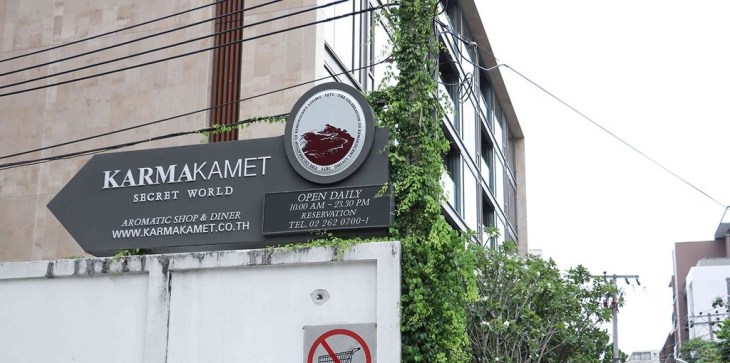 KARMAKAMET
SECRET WORLD
AROMATIC SHOP & DINER
WWW.KARMAKAMET.CO.TH
OPEN DAILY
10.00 AM - 23.30 PM
RESERVATION
TEL. 02 262 0700-1